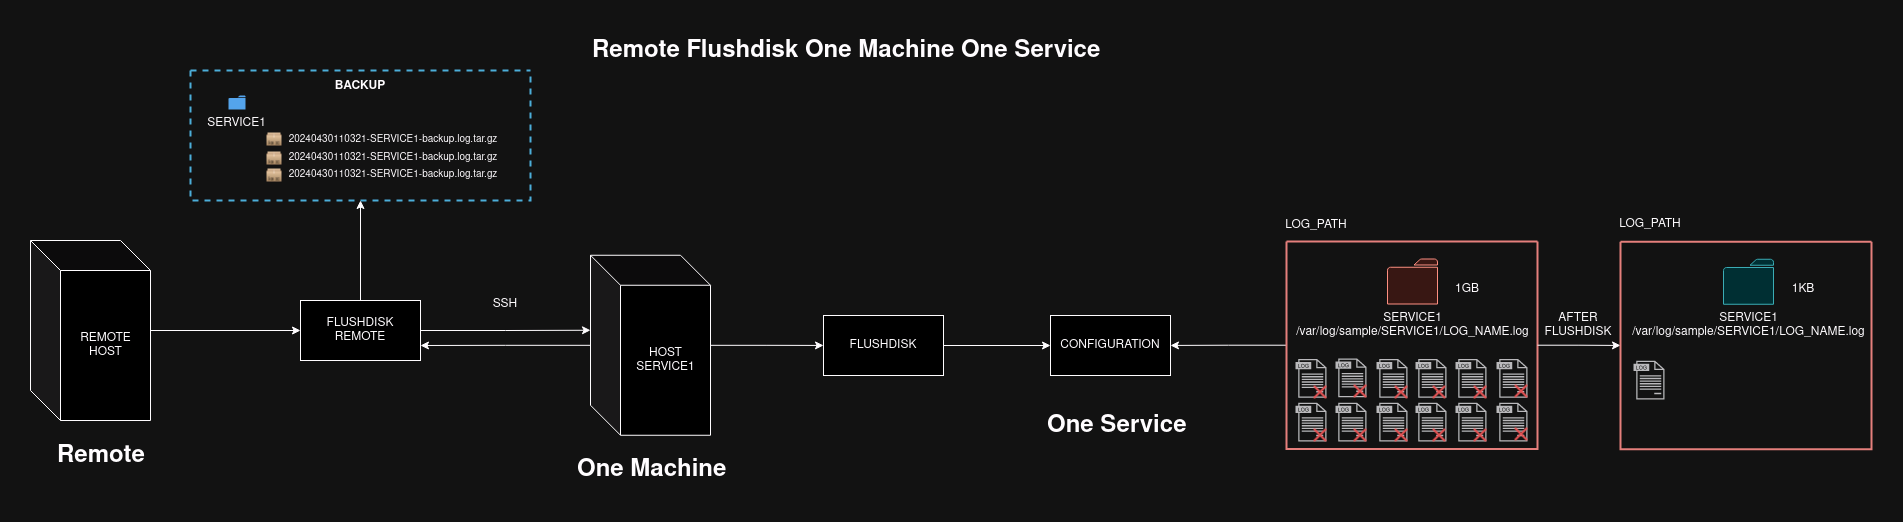 Remote Flushdisk One Machine One Service
BACKUP
SERVICE1
20240430110321-SERVICE1-backup.log.tar.gz
20240430110321-SERVICE1-backup.log.tar.gz
20240430110321-SERVICE1-backup.log.tar.gz
REMOTE
HOST
Remote
FLUSHDISK
REMOTE
SSH
HOST
SERVICE1
One Machine
FLUSHDISK
CONFIGURATION
One Service
LOG_PATH
1GB
SERVICE1
/var/log/sample/SERVICE1/LOG_NAME.log
LOG LOG LOG LOG LOG LOG
LOG LOG LOG LOG LOG LOG
AFTER
FLUSHDISK
LOG_PATH
1KB
SERVICE1
/var/log/sample/SERVICE1/LOG_NAME.log
LOG